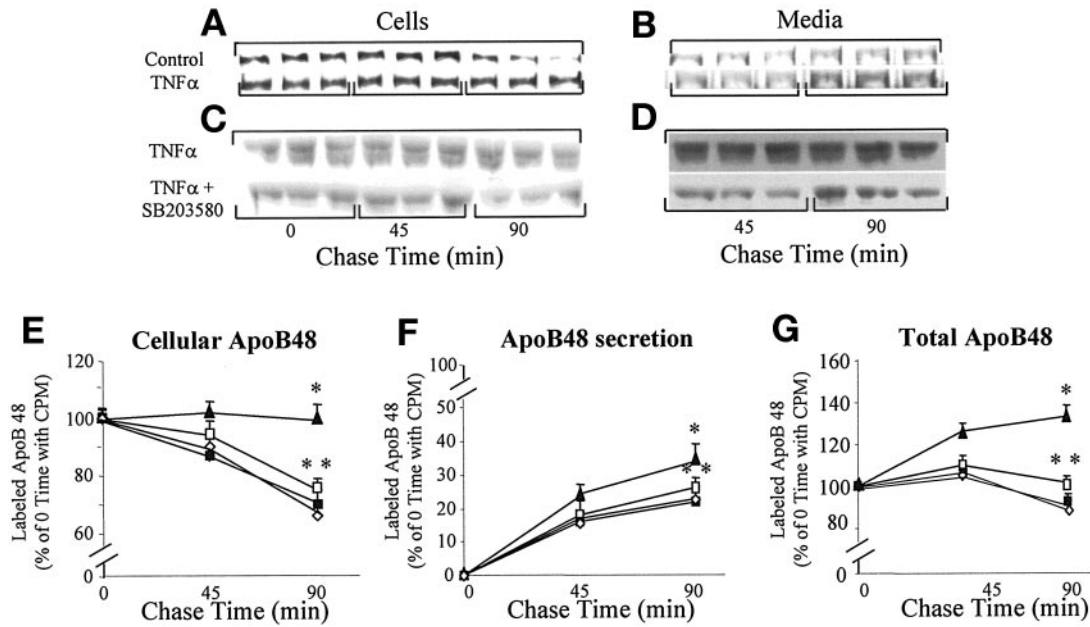 A
Cells
B
Media
Control
TNFα
C
D
TNFα
TNFα +
SB203580
0
45
90
45
90
Chase Time (min)
Chase Time (min)
E
Cellular ApoB48
F
ApoB48 secretion
G
Total ApoB48
Labeled ApoB 48
(% of 0 Time with CPM)
120
100
80
60
0
*
* *
0
45
90
Chase Time (min)
Labeled ApoB 48
(% of 0 Time with CPM)
100
50
40
30
20
10
0
*
* *
0
45
90
Chase Time (min)
Labeled ApoB 48
(% of 0 Time with CPM)
160
140
120
100
80
0
*
* *
0
45
90
Chase Time (min)